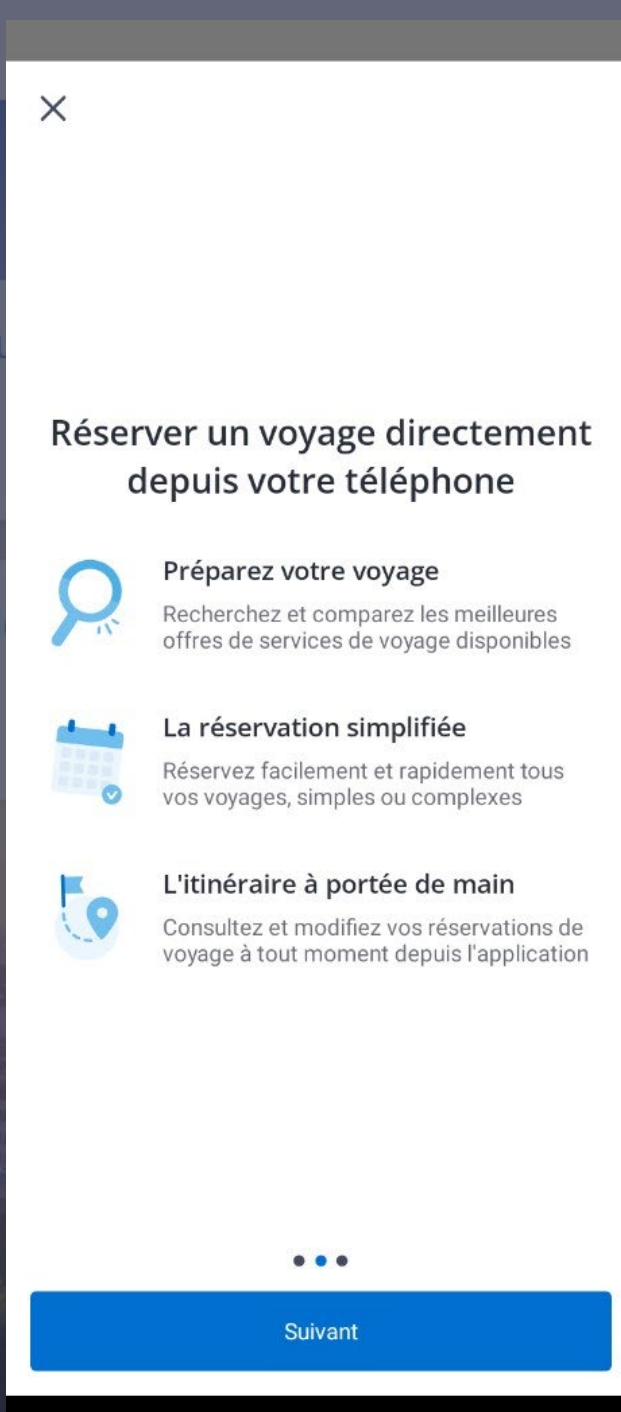 Réserver un voyage directement
depuis votre téléphone
Préparez votre voyage
Recherchez et comparez les meilleures
offres de services de voyage disponibles
La réservation simplifiée
Réservez facilement et rapidement tous
vos voyages, simples ou complexes
L'itinéraire à portée de main
Consultez et modifiez vos réservations de
voyage à tout moment depuis l'application
Suivant